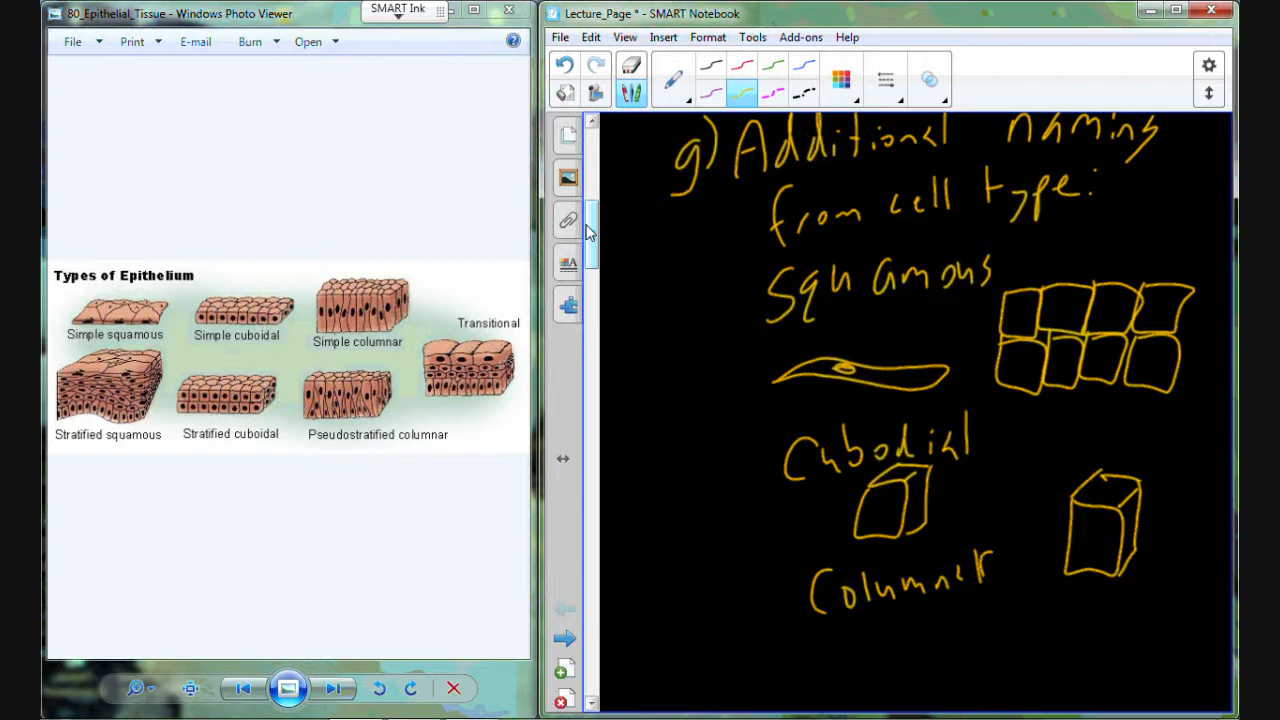 80_Epithelial_Tissue - Windows Photo Viewer
SMART Ink
File Print E-mail Burn Open
Types of Epithelium
Simple squamous
Simple cuboidal
Simple columnar
Transitional
Stratified squamous
Stratified cuboidal
Pseudostratified columnar
Lecture_Page * - SMART Notebook
File Edit View Insert Format Tools Add-ons Help
g) Additional naming
from cell type:
Squamous
Cubodial
Columner